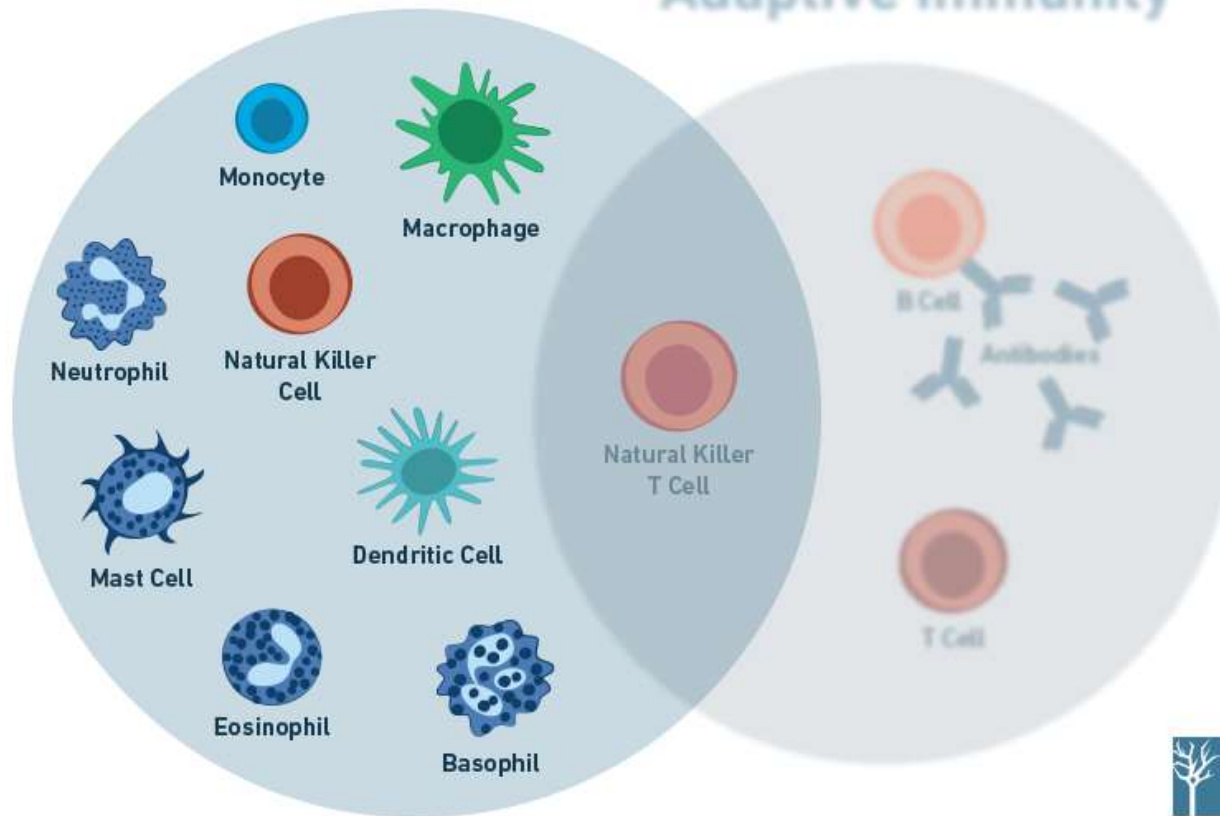 Adaptive Immunity
Monocyte
Macrophage
Neutrophil
Natural Killer
Cell
B Cell
Antibodies
Natural Killer
T Cell
Mast Cell
Dendritic Cell
T Cell
Eosinophil
Basophil